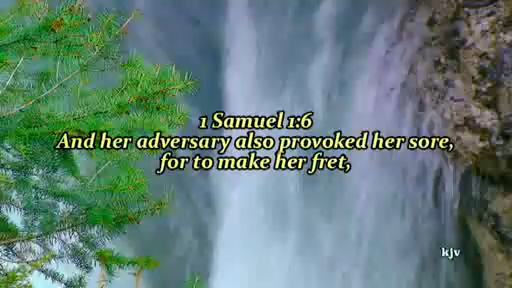 1 Samuel 1:6
And her adversary also provoked her sore,
for to make her fret,
kjv